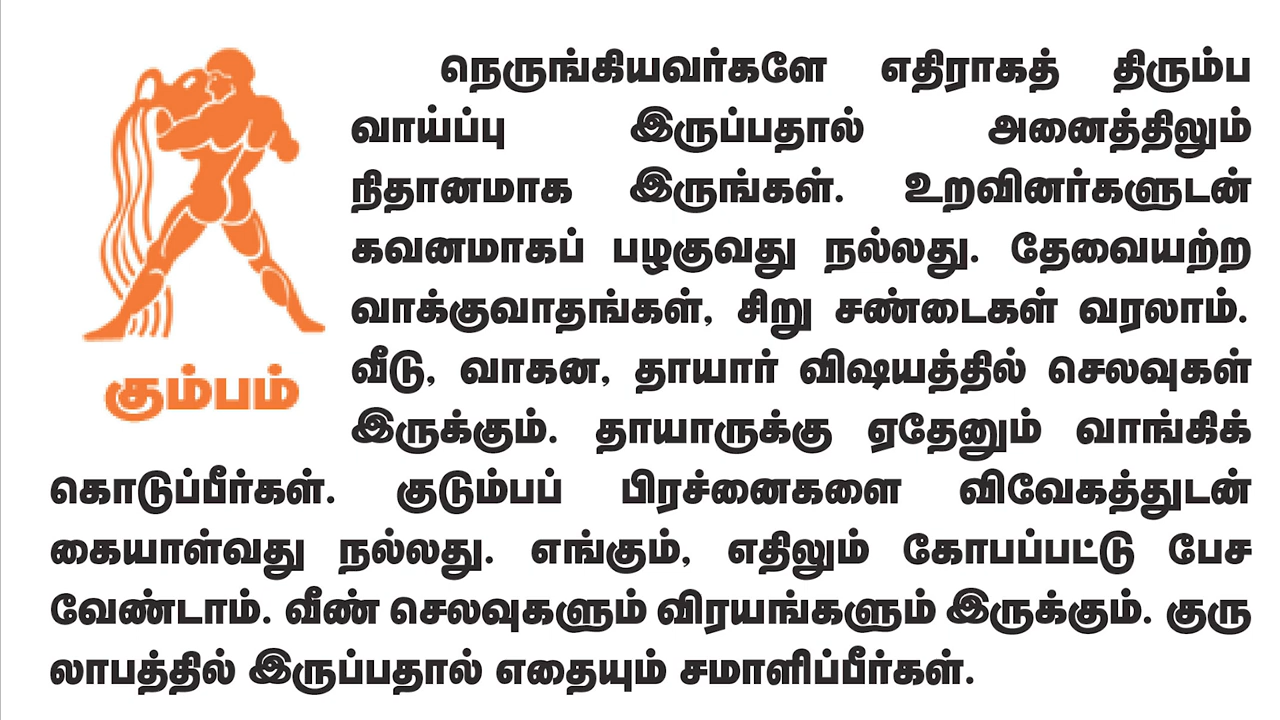 நெருங்கியவர்களே எதிராகத் திரும்ப
வாய்ப்பு இருப்பதால் அனைத்திலும்
நிதானமாக இருங்கள். உறவினர்களுடன்
கவனமாகப் பழகுவது நல்லது. தேவையற்ற
வாக்குவாதங்கள், சிறு சண்டைகள் வரலாம்.
வீடு, வாகன, தாயார் விஷயத்தில் செலவுகள்
இருக்கும். தாயாருக்கு ஏதேனும் வாங்கிக்
கொடுப்பீர்கள். குடும்பப் பிரச்னைகளை விவேகத்துடன்
கையாள்வது நல்லது. எங்கும், எதிலும் கோபப்பட்டு பேச
வேண்டாம். வீண் செலவுகளும் விரயங்களும் இருக்கும். குரு
லாபத்தில் இருப்பதால் எதையும் சமாளிப்பீர்கள்.
கும்பம்